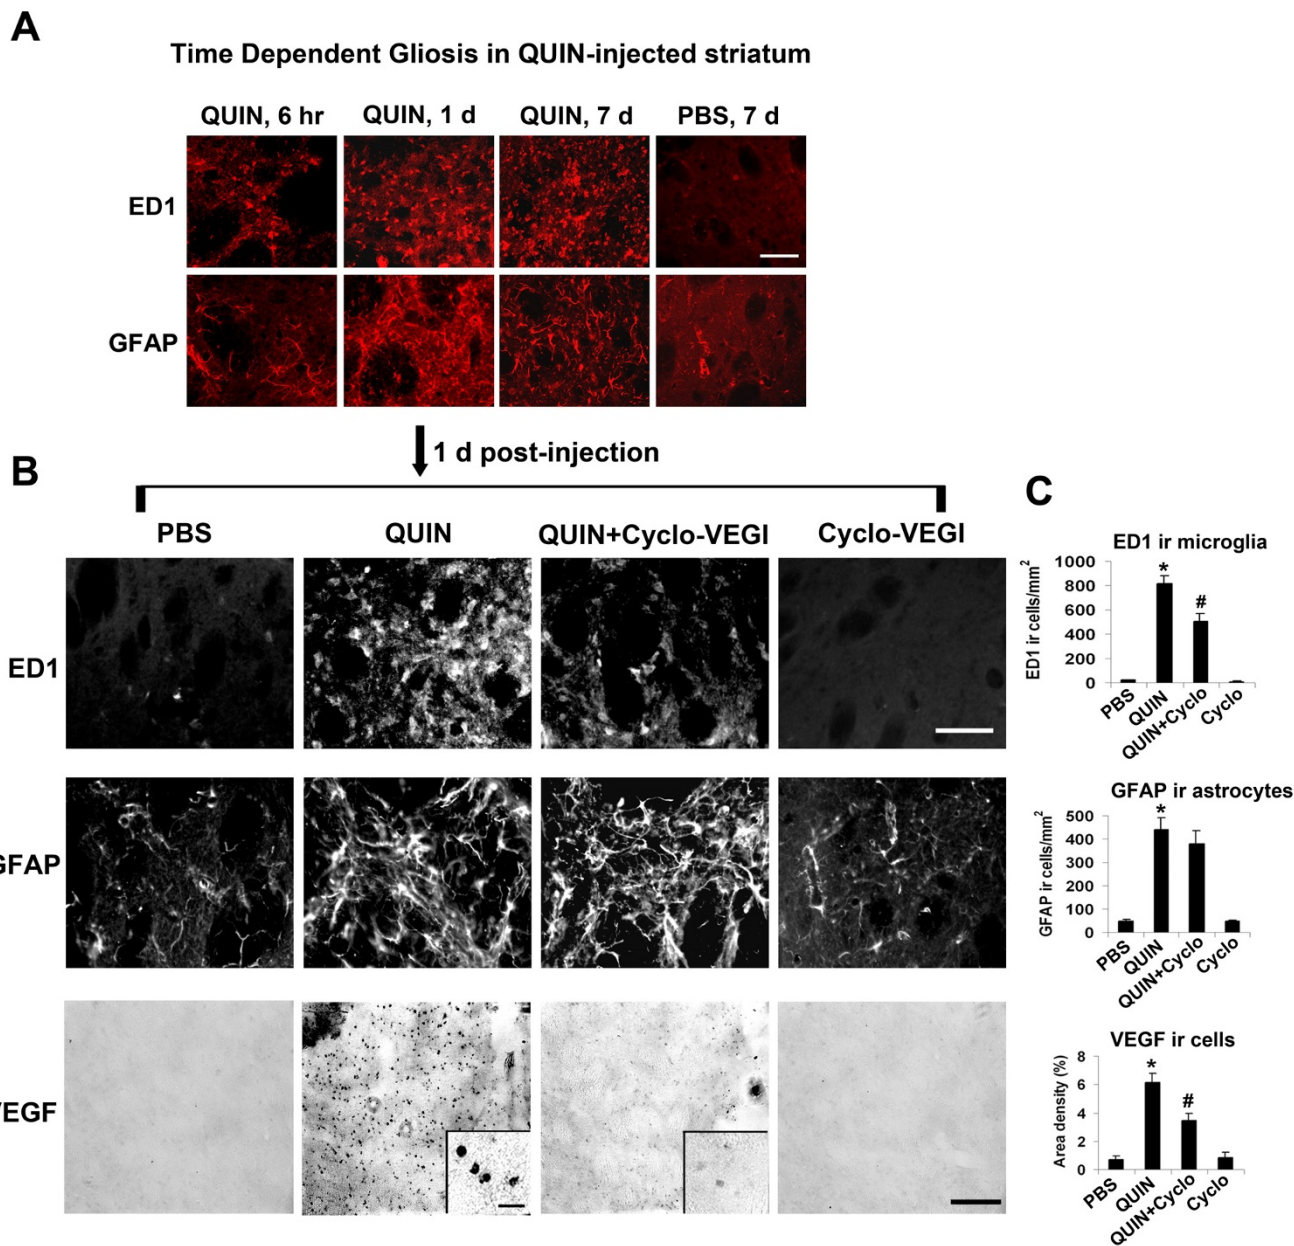 A
Time Dependent Gliosis in QUIN-injected striatum
QUIN, 6 hr QUIN, 1 d QUIN, 7 d PBS, 7 d
ED1
GFAP
1 d post-injection
B
PBS QUIN QUIN+Cyclo-VEGI Cyclo-VEGI
ED1
GFAP
VEGF
C
ED1 ir microglia
ED1 ir cells/mm²
1000
800
600
400
200
0
*
#
PBS QUIN QUIN+Cyclo Cyclo
GFAP ir astrocytes
GFAP ir cells/mm²
500
400
300
200
100
0
*
PBS QUIN QUIN+Cyclo Cyclo
VEGF ir cells
Area density (%)
8
6
4
2
0
*
#
PBS QUIN QUIN+Cyclo Cyclo